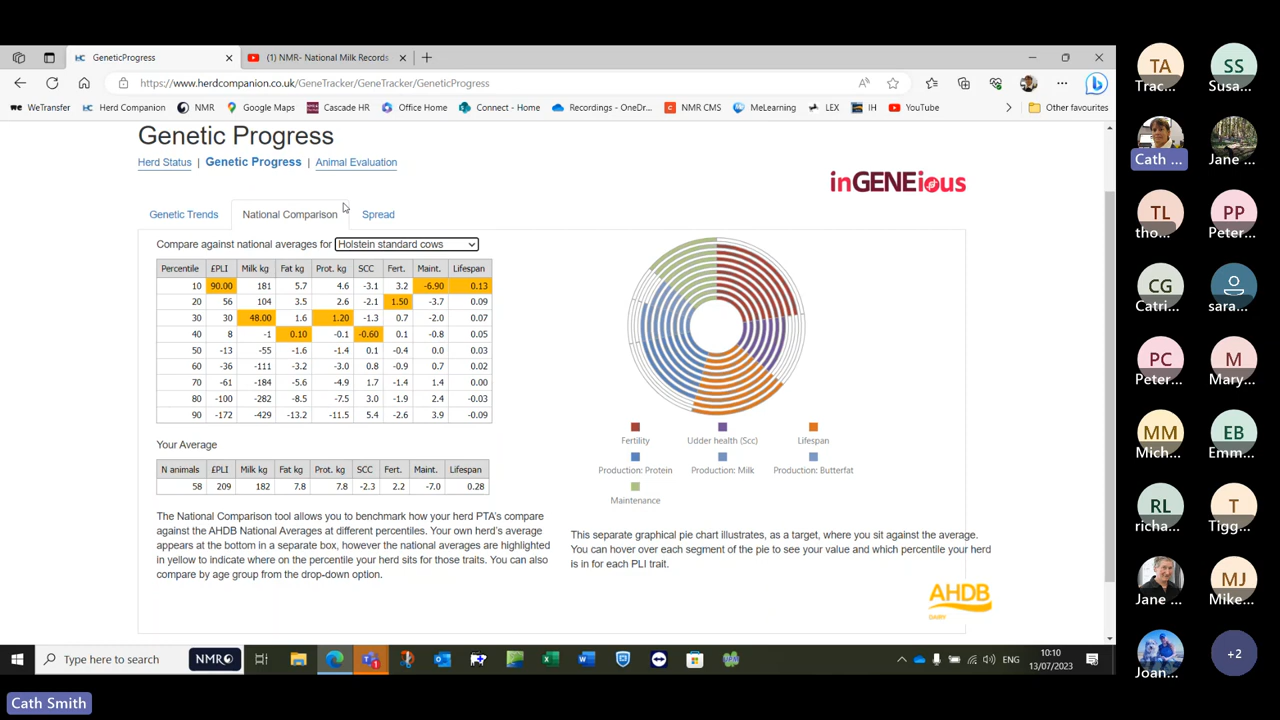 GeneticProgress
(1) NMR- National Milk Records
https://www.herdcompanion.co.uk/GeneTracker/GeneTracker/GeneticProgress
WeTransfer Herd Companion NMR Google Maps Cascade HR Office Home Connect - Home Recordings - OneDr... NMR CMS MeLearning LEX IH YouTube Other favourites
Genetic Progress
Herd Status | Genetic Progress | Animal Evaluation
inGENEious
Genetic Trends National Comparison Spread
Compare against national averages for Holstein standard cows
Percentile £PLI Milk kg Fat kg Prot. kg SCC Fert. Maint. Lifespan
10 90.00 181 5.7 4.6 -3.1 3.2 -6.90 0.13
20 56 104 3.5 2.6 -2.1 1.50 -3.7 0.09
30 30 48.00 1.6 1.20 -1.3 0.7 -2.0 0.07
40 8 -1 0.10 -0.1 -0.60 0.1 -0.8 0.05
50 -13 -55 -1.6 -1.4 0.1 -0.4 0.0 0.03
60 -36 -111 -3.2 -3.0 0.8 -0.9 0.7 0.02
70 -61 -184 -5.6 -4.9 1.7 -1.4 1.4 0.00
80 -100 -282 -8.5 -7.5 3.0 -1.9 2.4 -0.03
90 -172 -429 -13.2 -11.5 5.4 -2.6 3.9 -0.09
Your Average
N animals £PLI Milk kg Fat kg Prot. kg SCC Fert. Maint. Lifespan
58 209 182 7.8 7.8 -2.3 2.2 -7.0 0.28
The National Comparison tool allows you to benchmark how your herd PTA's compare
against the AHDB National Averages at different percentiles. Your own herd's average
appears at the bottom in a separate box, however the national averages are highlighted
in yellow to indicate where on the percentile your herd sits for those traits. You can also
compare by age group from the drop-down option.
Fertility Udder health (Scc) Lifespan
Production: Protein Production: Milk Production: Butterfat
Maintenance
This separate graphical pie chart illustrates, as a target, where you sit against the average.
You can hover over each segment of the pie to see your value and which percentile your herd
is in for each PLI trait.
AHDB
DAIRY
Type here to search
NMR
ENG
10:10
13/07/2023
Cath Smith
TA SS
Trac... Susa...
Cath ... Jane ...
TL PP
tho... Peter...
CG
Catri... sara...
PC M
Peter... Mary...
MM EB
Mich... Emm...
RL T
richa... Tigg...
MJ
Jane ... Mike...
+2
Joan...